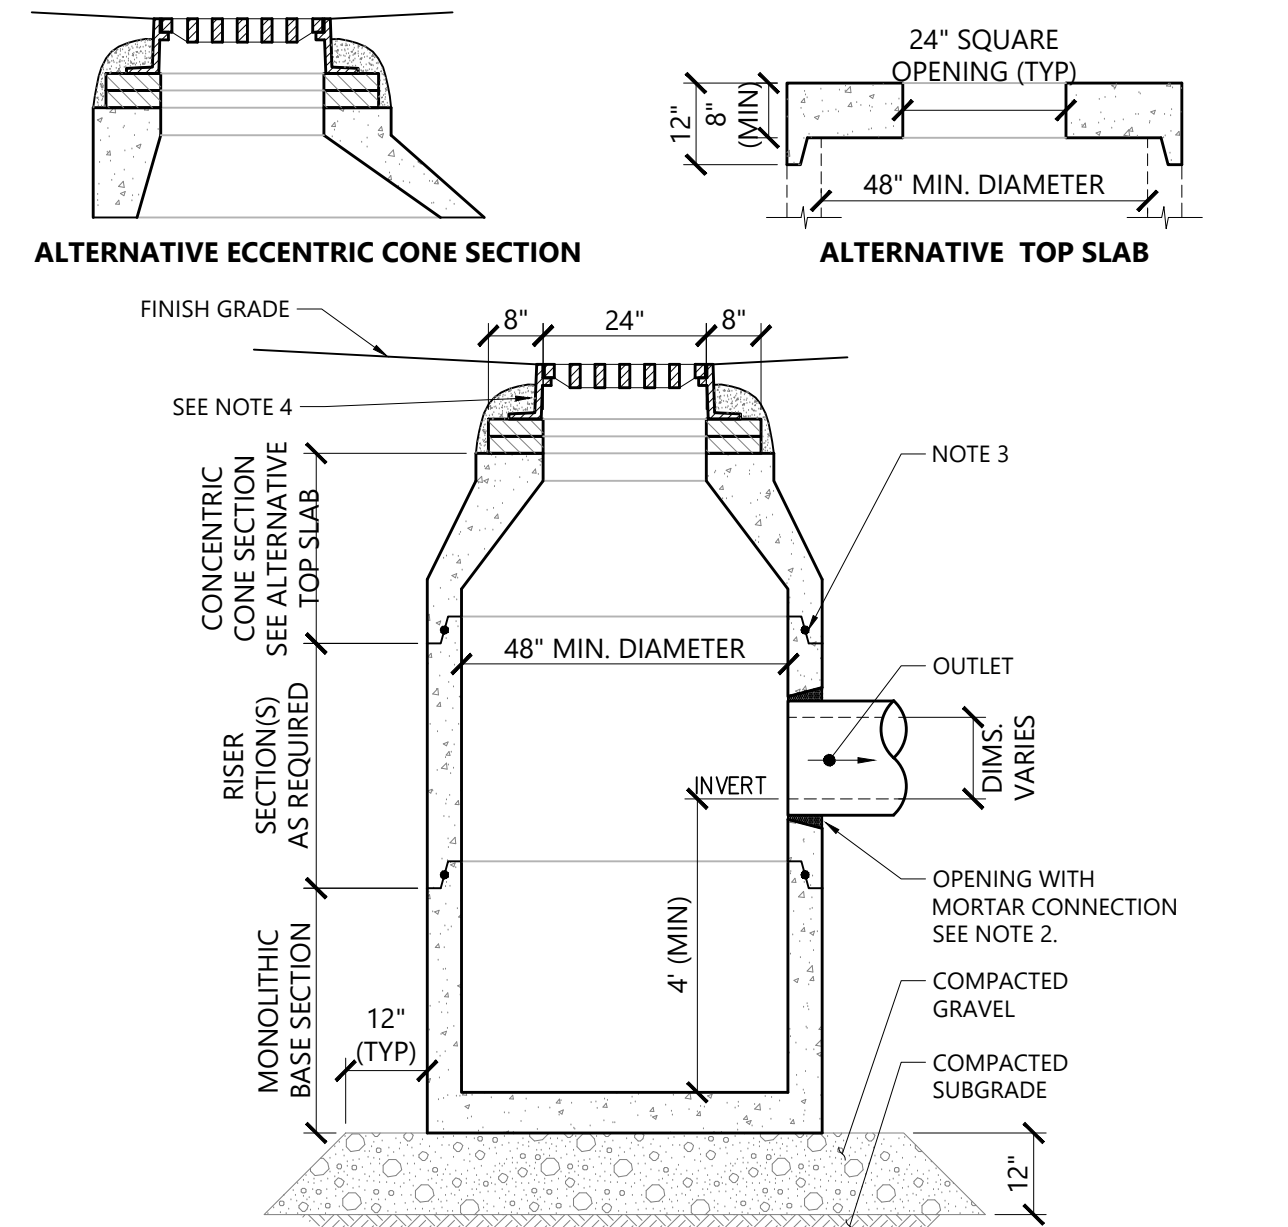 24" SQUARE
OPENING (TYP)
12"
8"
(MIN)
48" MIN. DIAMETER
ALTERNATIVE ECCENTRIC CONE SECTION
ALTERNATIVE TOP SLAB
FINISH GRADE
8"
24"
8"
SEE NOTE 4
NOTE 3
CONCENTRIC
CONE SECTION
SEE ALTERNATIVE
TOP SLAB
48" MIN. DIAMETER
OUTLET
RISER
SECTION(S)
AS REQUIRED
INVERT
DIMS.
VARIES
OPENING WITH
MORTAR CONNECTION
SEE NOTE 2.
4' (MIN)
MONOLITHIC
BASE SECTION
COMPACTED
GRAVEL
12"
(TYP)
COMPACTED
SUBGRADE
12"